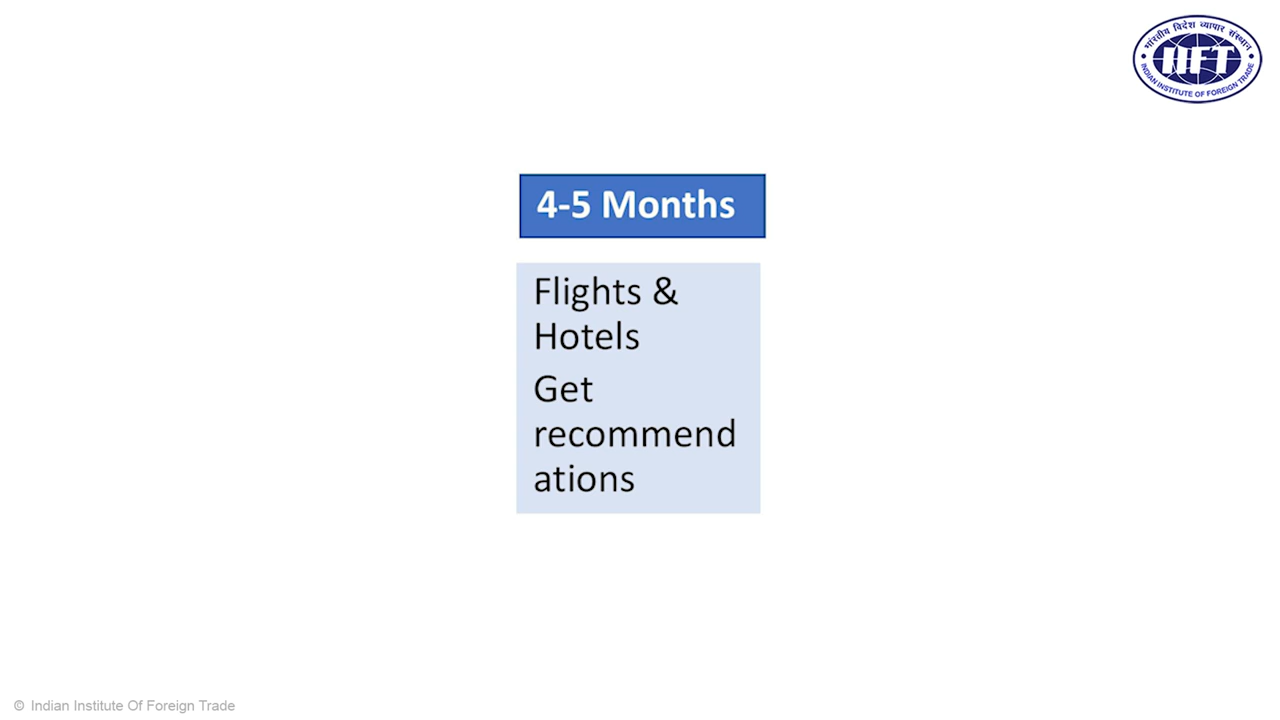 भारतीय विदेश व्यापार संस्थान
IIFT
INDIAN INSTITUTE OF FOREIGN TRADE
4-5 Months
Flights &
Hotels
Get
recommend
ations
© Indian Institute Of Foreign Trade